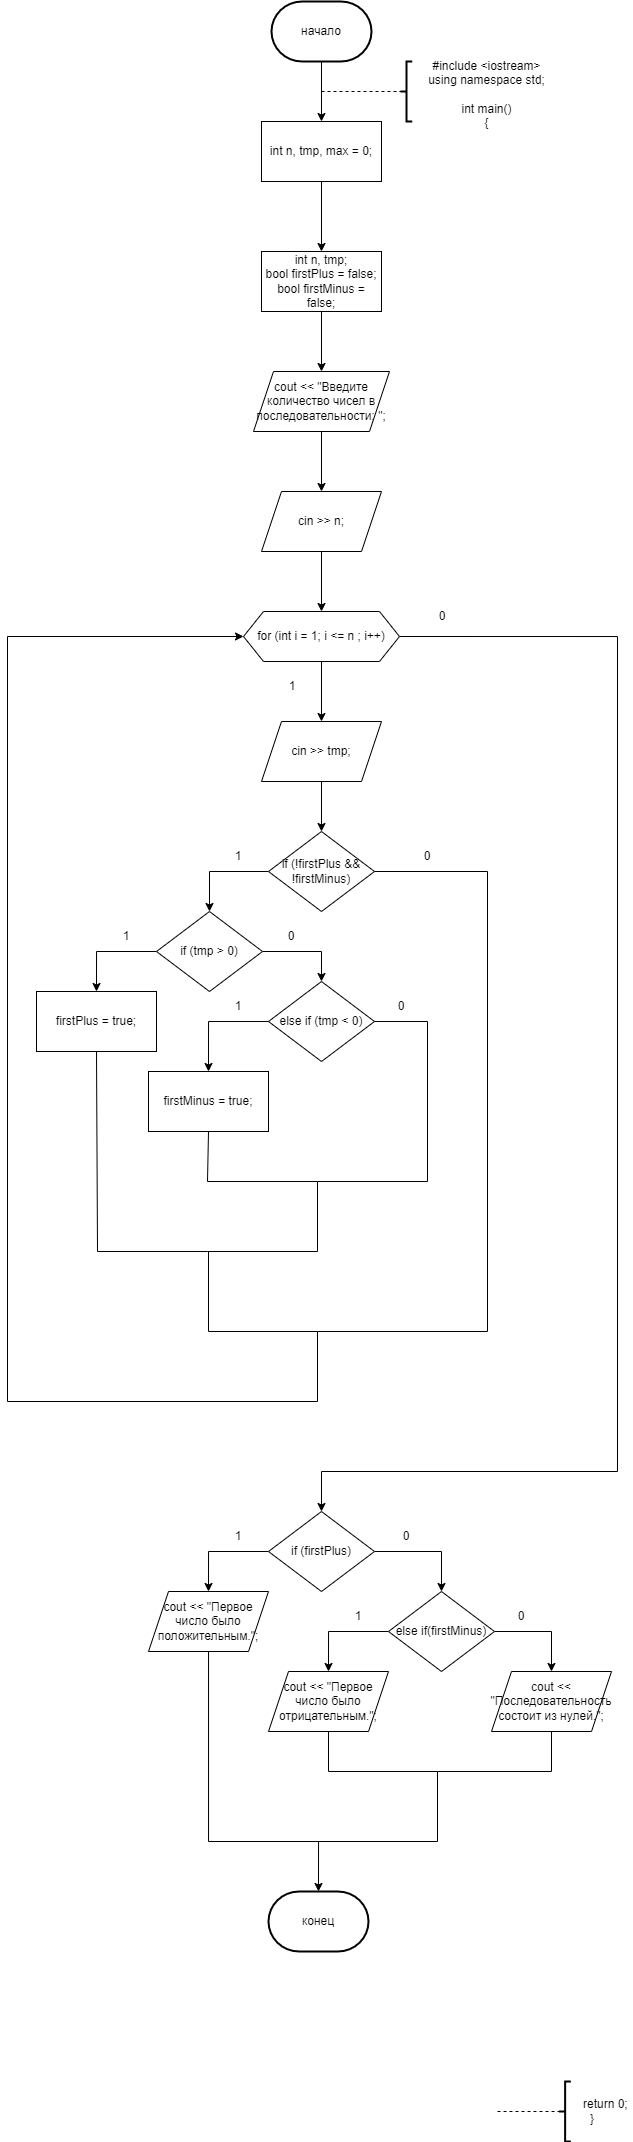 начало
#include <iostream>
using namespace std;
int main()
{
int n, tmp, max = 0;
int n, tmp;
bool firstPlus = false;
bool firstMinus =
false;
cout << "Введите
количество чисел в
последовательности: ";
cin >> n;
0
for (int i = 1; i <= n ; i++)
1
cin >> tmp;
1
if (!firstPlus &&
!firstMinus)
0
1
if (tmp > 0)
0
firstPlus = true;
1
else if (tmp < 0)
0
firstMinus = true;
1
if (firstPlus)
0
cout << "Первое
число было
положительным.";
1
else if(firstMinus)
0
cout << "Первое
число было
отрицательным.";
cout <<
"Последовательность
состоит из нулей.";
конец
return 0;
}